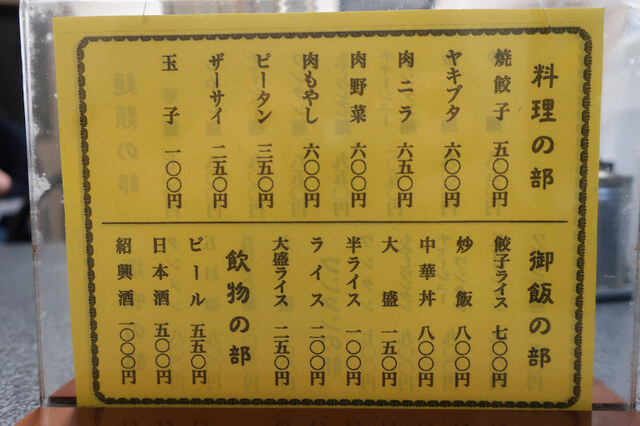 料理の部
焼餃子 五〇〇円
ヤキブタ 六〇〇円
肉ニラ 六五〇円
肉野菜 六〇〇円
肉もやし 六〇〇円
ピータン 三五〇円
ザーサイ 二五〇円
玉子 一〇〇円
御飯の部
餃子ライス 七〇〇円
炒飯 八〇〇円
中華丼 八〇〇円
大盛 一五〇円
半ライス 一〇〇円
ライス 二〇〇円
大盛ライス 二五〇円
飲物の部
ビール 五五〇円
日本酒 五〇〇円
紹興酒 一〇〇〇円
麺類の部